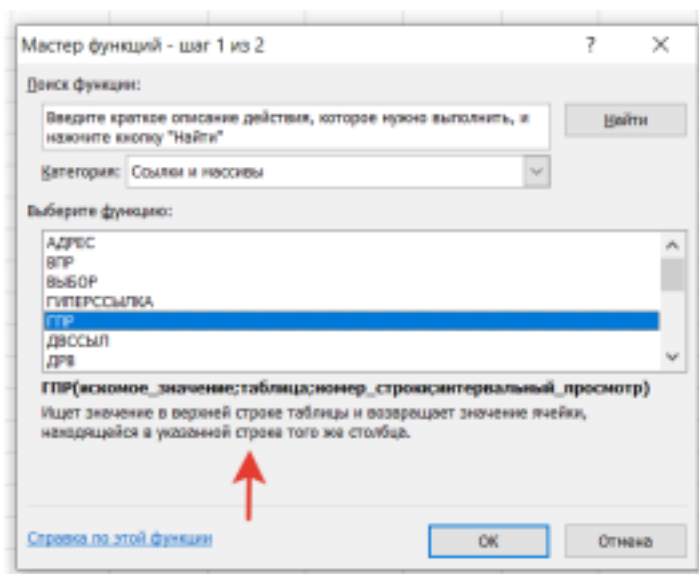 Мастер функций - шаг 1 из 2
?
Поиск функции:
Введите краткое описание действия, которое нужно выполнить, и
нажмите кнопку "Найти"
Найти
Категория: Ссылки и массивы
Выберите функцию:
АДРЕС
ВПР
ВЫБОР
ГИПЕРССЫЛКА
ГПР
ДВССЫЛ
ДРВ
ГПР(искомое_значение;таблица;номер_строки;интервальный_просмотр)
Ищет значение в верхней строке таблицы и возвращает значение ячейки,
находящейся в указанной строке того же столбца.
Справка по этой функции
ОК
Отмена